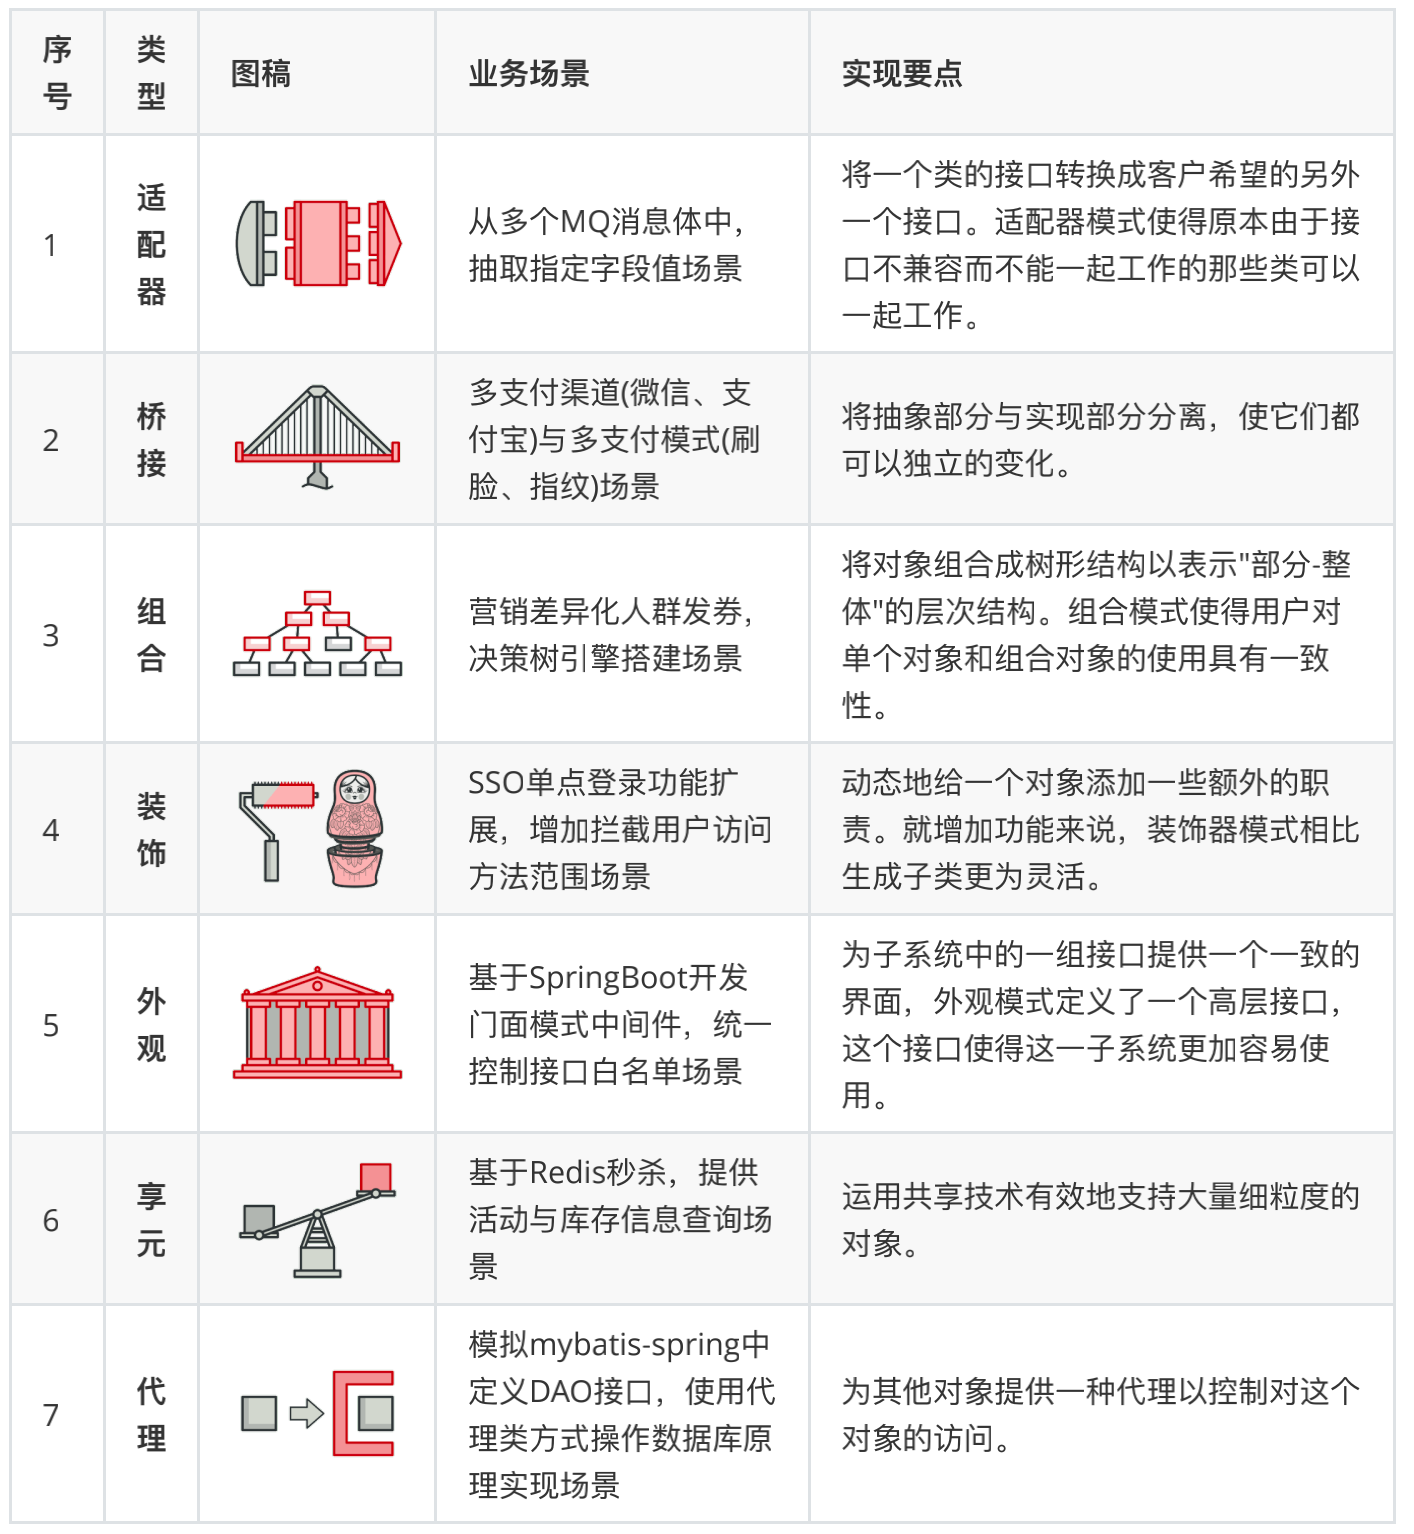 序号
类型
图稿
业务场景
实现要点
1
适配器
从多个MQ消息体中，
抽取指定字段值场景
将一个类的接口转换成客户希望的另外
一个接口。适配器模式使得原本由于接
口不兼容而不能一起工作的那些类可以
一起工作。
2
桥接
多支付渠道(微信、支
付宝)与多支付模式(刷
脸、指纹)场景
将抽象部分与实现部分分离，使它们都
可以独立的变化。
3
组合
营销差异化人群发券，
决策树引擎搭建场景
将对象组合成树形结构以表示"部分-整
体"的层次结构。组合模式使得用户对
单个对象和组合对象的使用具有一致
性。
4
装饰
SSO单点登录功能扩
展，增加拦截用户访问
方法范围场景
动态地给一个对象添加一些额外的职
责。就增加功能来说，装饰器模式相比
生成子类更为灵活。
5
外观
基于SpringBoot开发
门面模式中间件，统一
控制接口白名单场景
为子系统中的一组接口提供一个一致的
界面，外观模式定义了一个高层接口，
这个接口使得这一子系统更加容易使
用。
6
享元
基于Redis秒杀，提供
活动与库存信息查询场
景
运用共享技术有效地支持大量细粒度的
对象。
7
代理
模拟mybatis-spring中
定义DAO接口，使用代
理类方式操作数据库原
理实现场景
为其他对象提供一种代理以控制对这个
对象的访问。